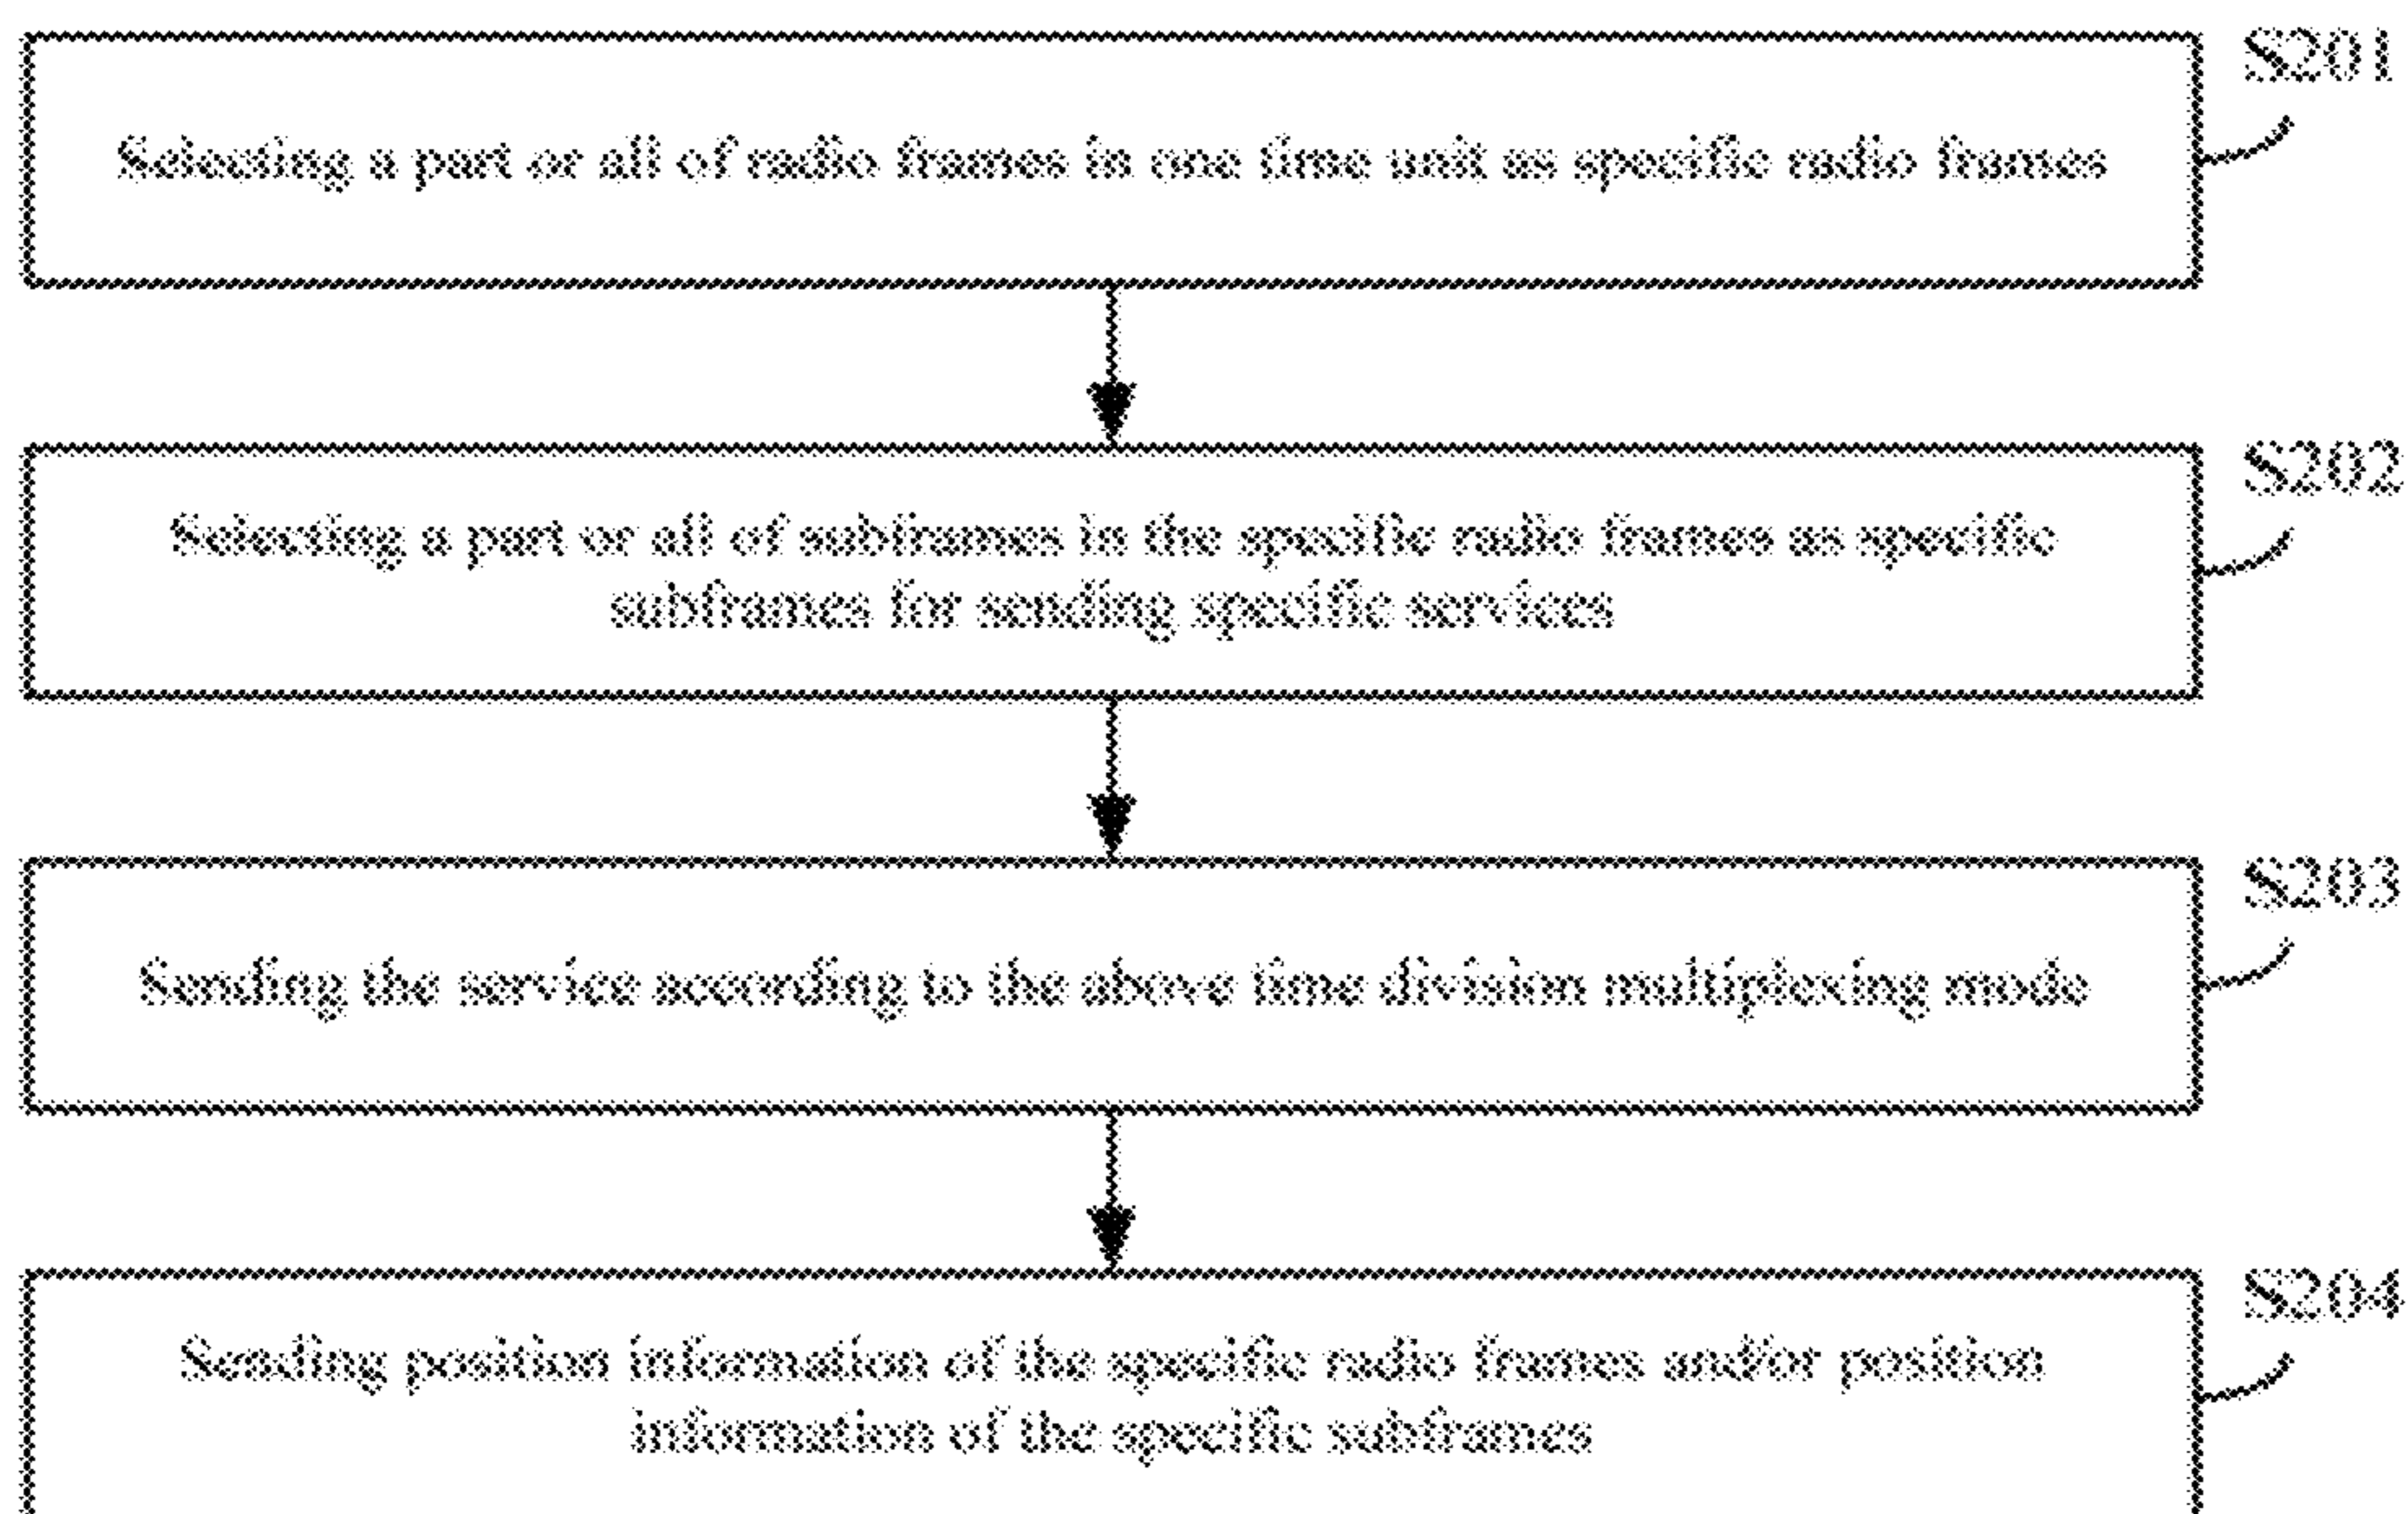 S201
Selecting a part or all of radio frames in one time unit as specific radio frames
S202
Selecting a part or all of subframes in the specific radio frames as specific
subframes for sending specific services
S203
Sending the service according to the above time division multiplexing mode
S204
Sending position information of the specific radio frames and/or position
information of the specific subframes